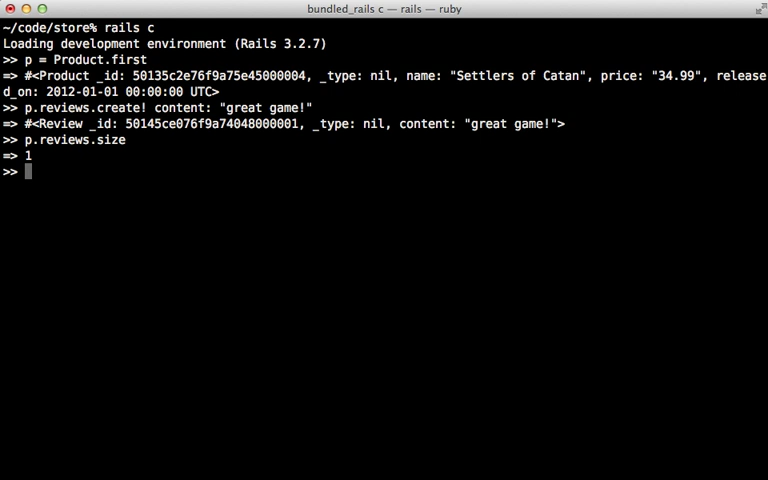 bundled_rails c — rails — ruby
~/code/store% rails c
Loading development environment (Rails 3.2.7)
>> p = Product.first
=> #<Product _id: 50135c2e76f9a75e45000004, _type: nil, name: "Settlers of Catan", price: "34.99", release
d_on: 2012-01-01 00:00:00 UTC>
>> p.reviews.create! content: "great game!"
=> #<Review _id: 50145ce076f9a74048000001, _type: nil, content: "great game!">
>> p.reviews.size
=> 1
>>